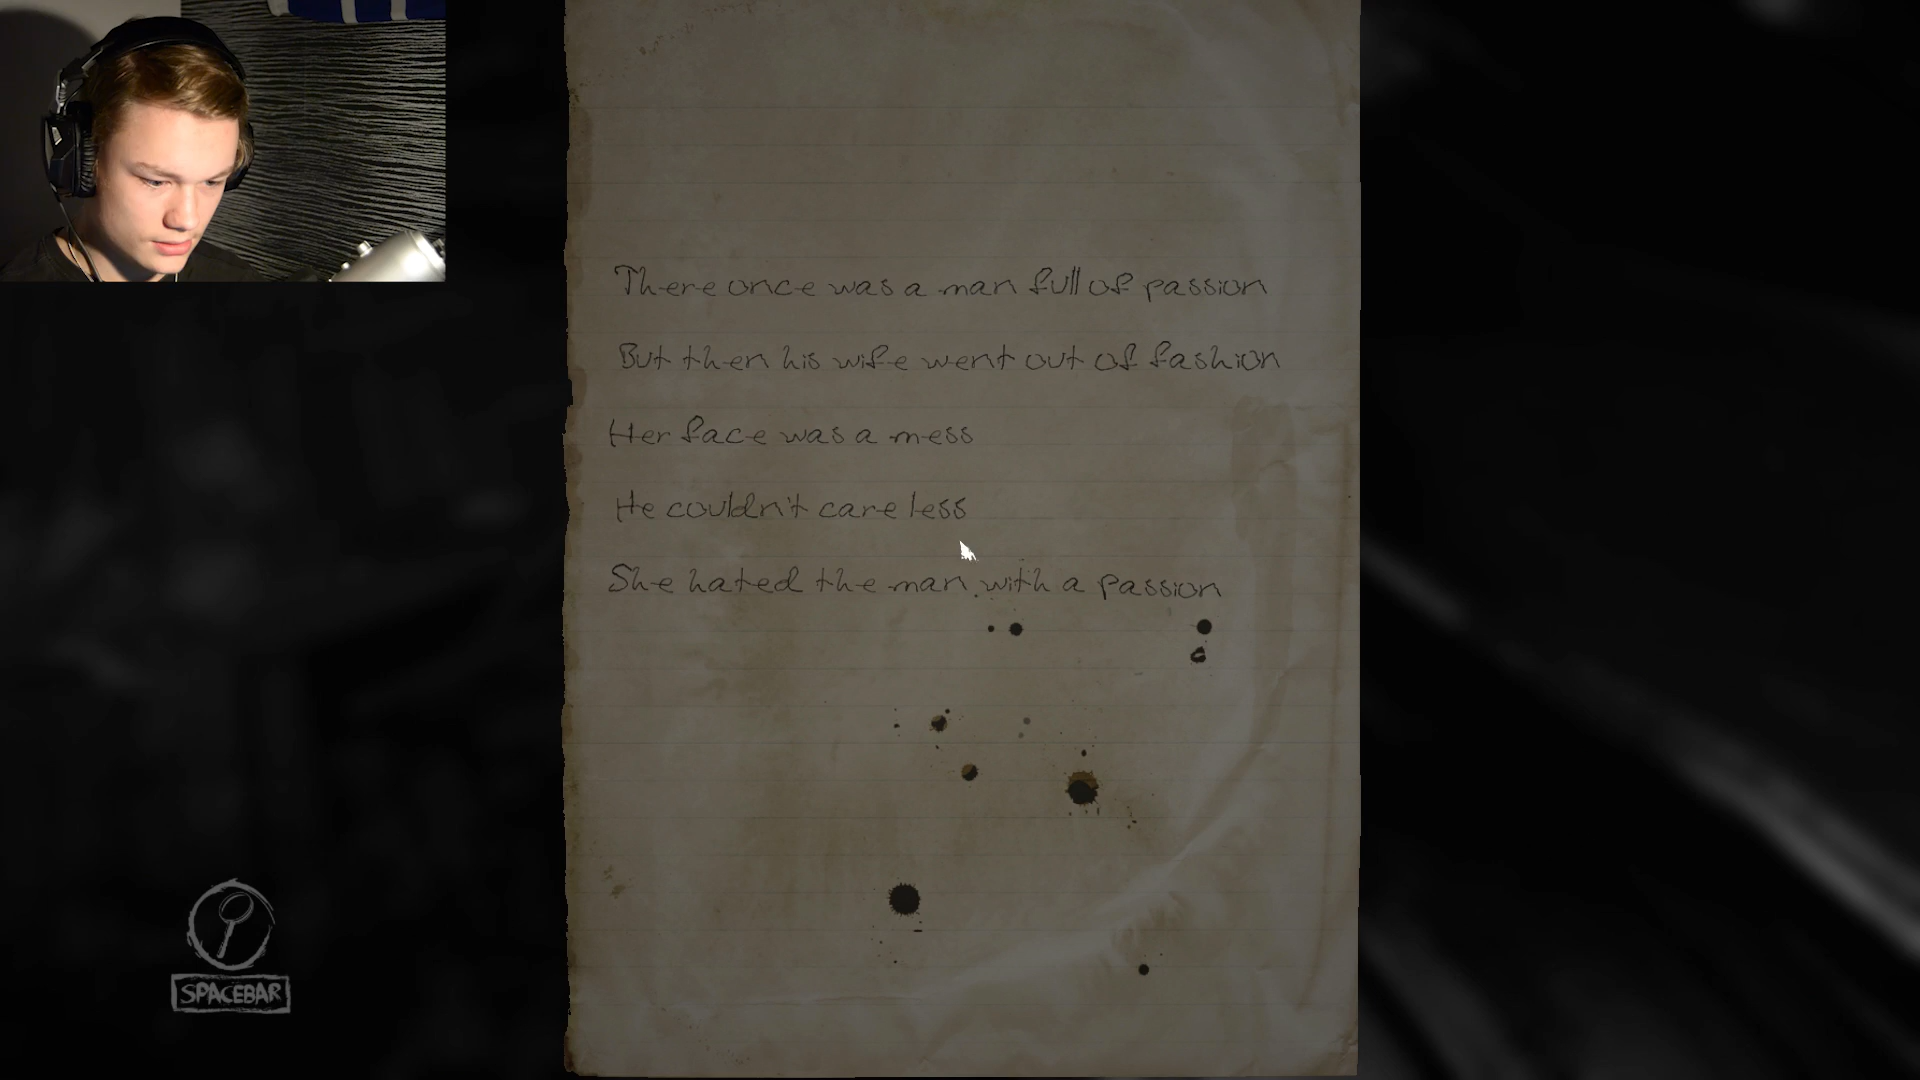 There once was a man full of passion
But then his wife went out of fashion
Her face was a mess
He couldn't care less
She hated the man with a passion
SPACEBAR